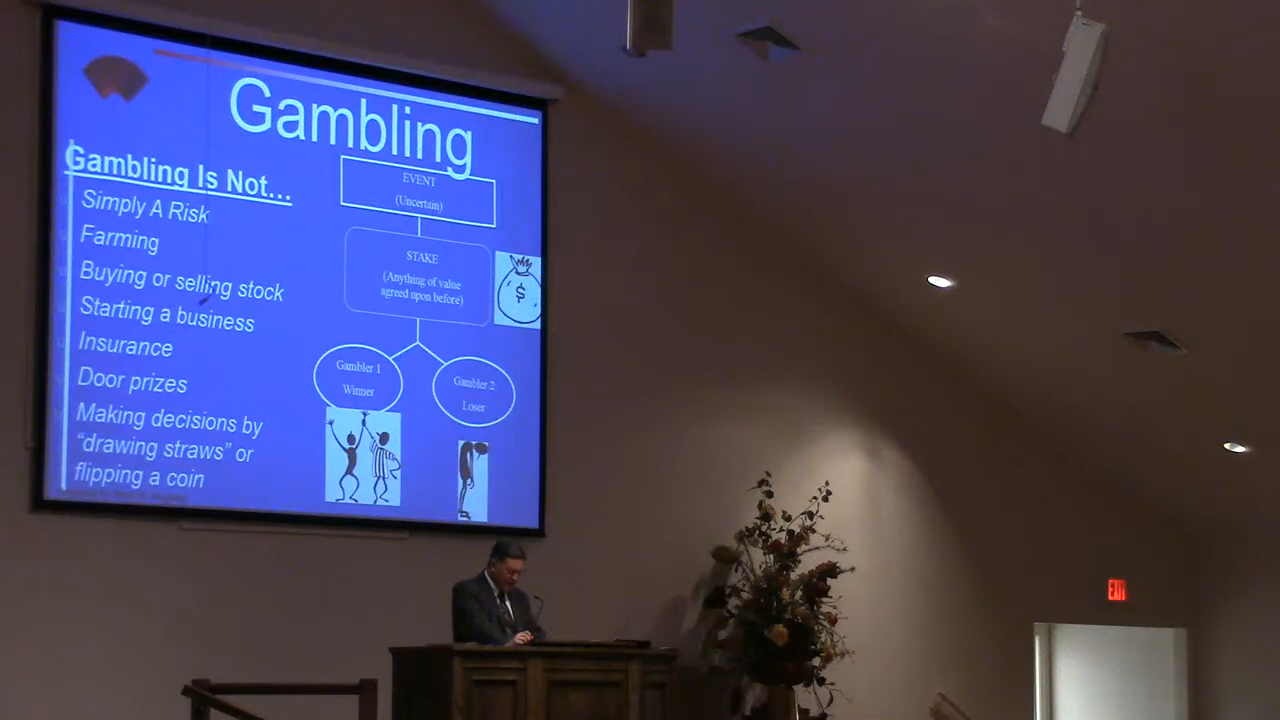 Gambling
Gambling Is Not...
Simply A Risk
Farming
Buying or selling stock
Starting a business
Insurance
Door prizes
Making decisions by
"drawing straws" or
flipping a coin
EVENT
(Uncertain)
STAKE
(Anything of value
agreed upon before)
$
Gambler 1
Winner
Gambler 2
Loser
EXIT